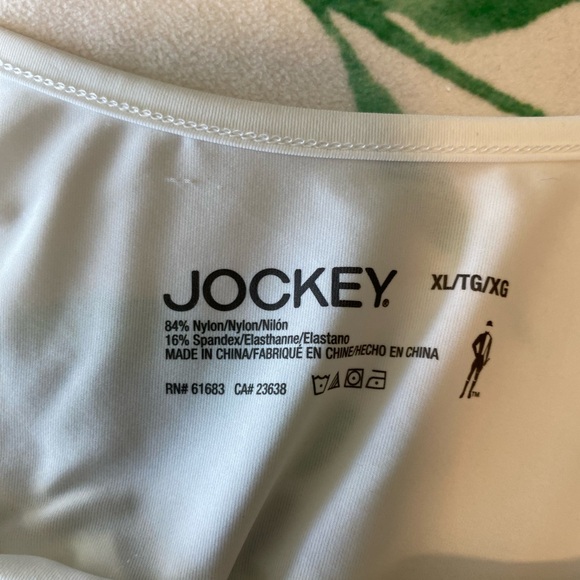 JOCKEY® XL/TG/XG
84% Nylon/Nylon/Nilón
16% Spandex/Elasthanne/Elastano
MADE IN CHINA/FABRIQUÉ EN CHINE/HECHO EN CHINA
RN# 61683 CA# 23638
TM